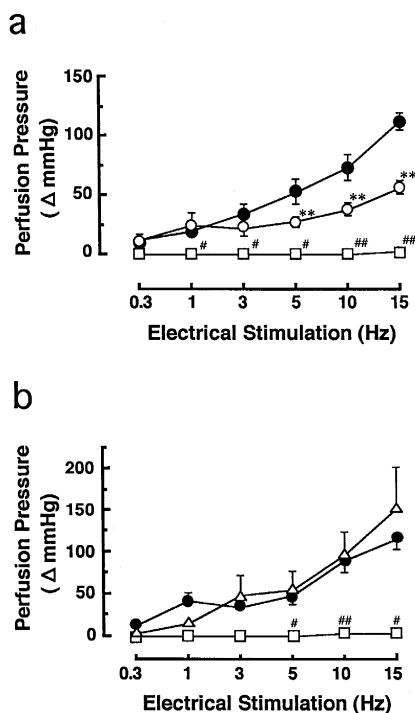 a
Perfusion Pressure
( Δ mmHg)
150
100
50
0
**
**
**
#
#
#
##
##
0.3 1 3 5 10 15
Electrical Stimulation (Hz)
b
Perfusion Pressure
( Δ mmHg)
200
150
100
50
0
#
##
#
0.3 1 3 5 10 15
Electrical Stimulation (Hz)